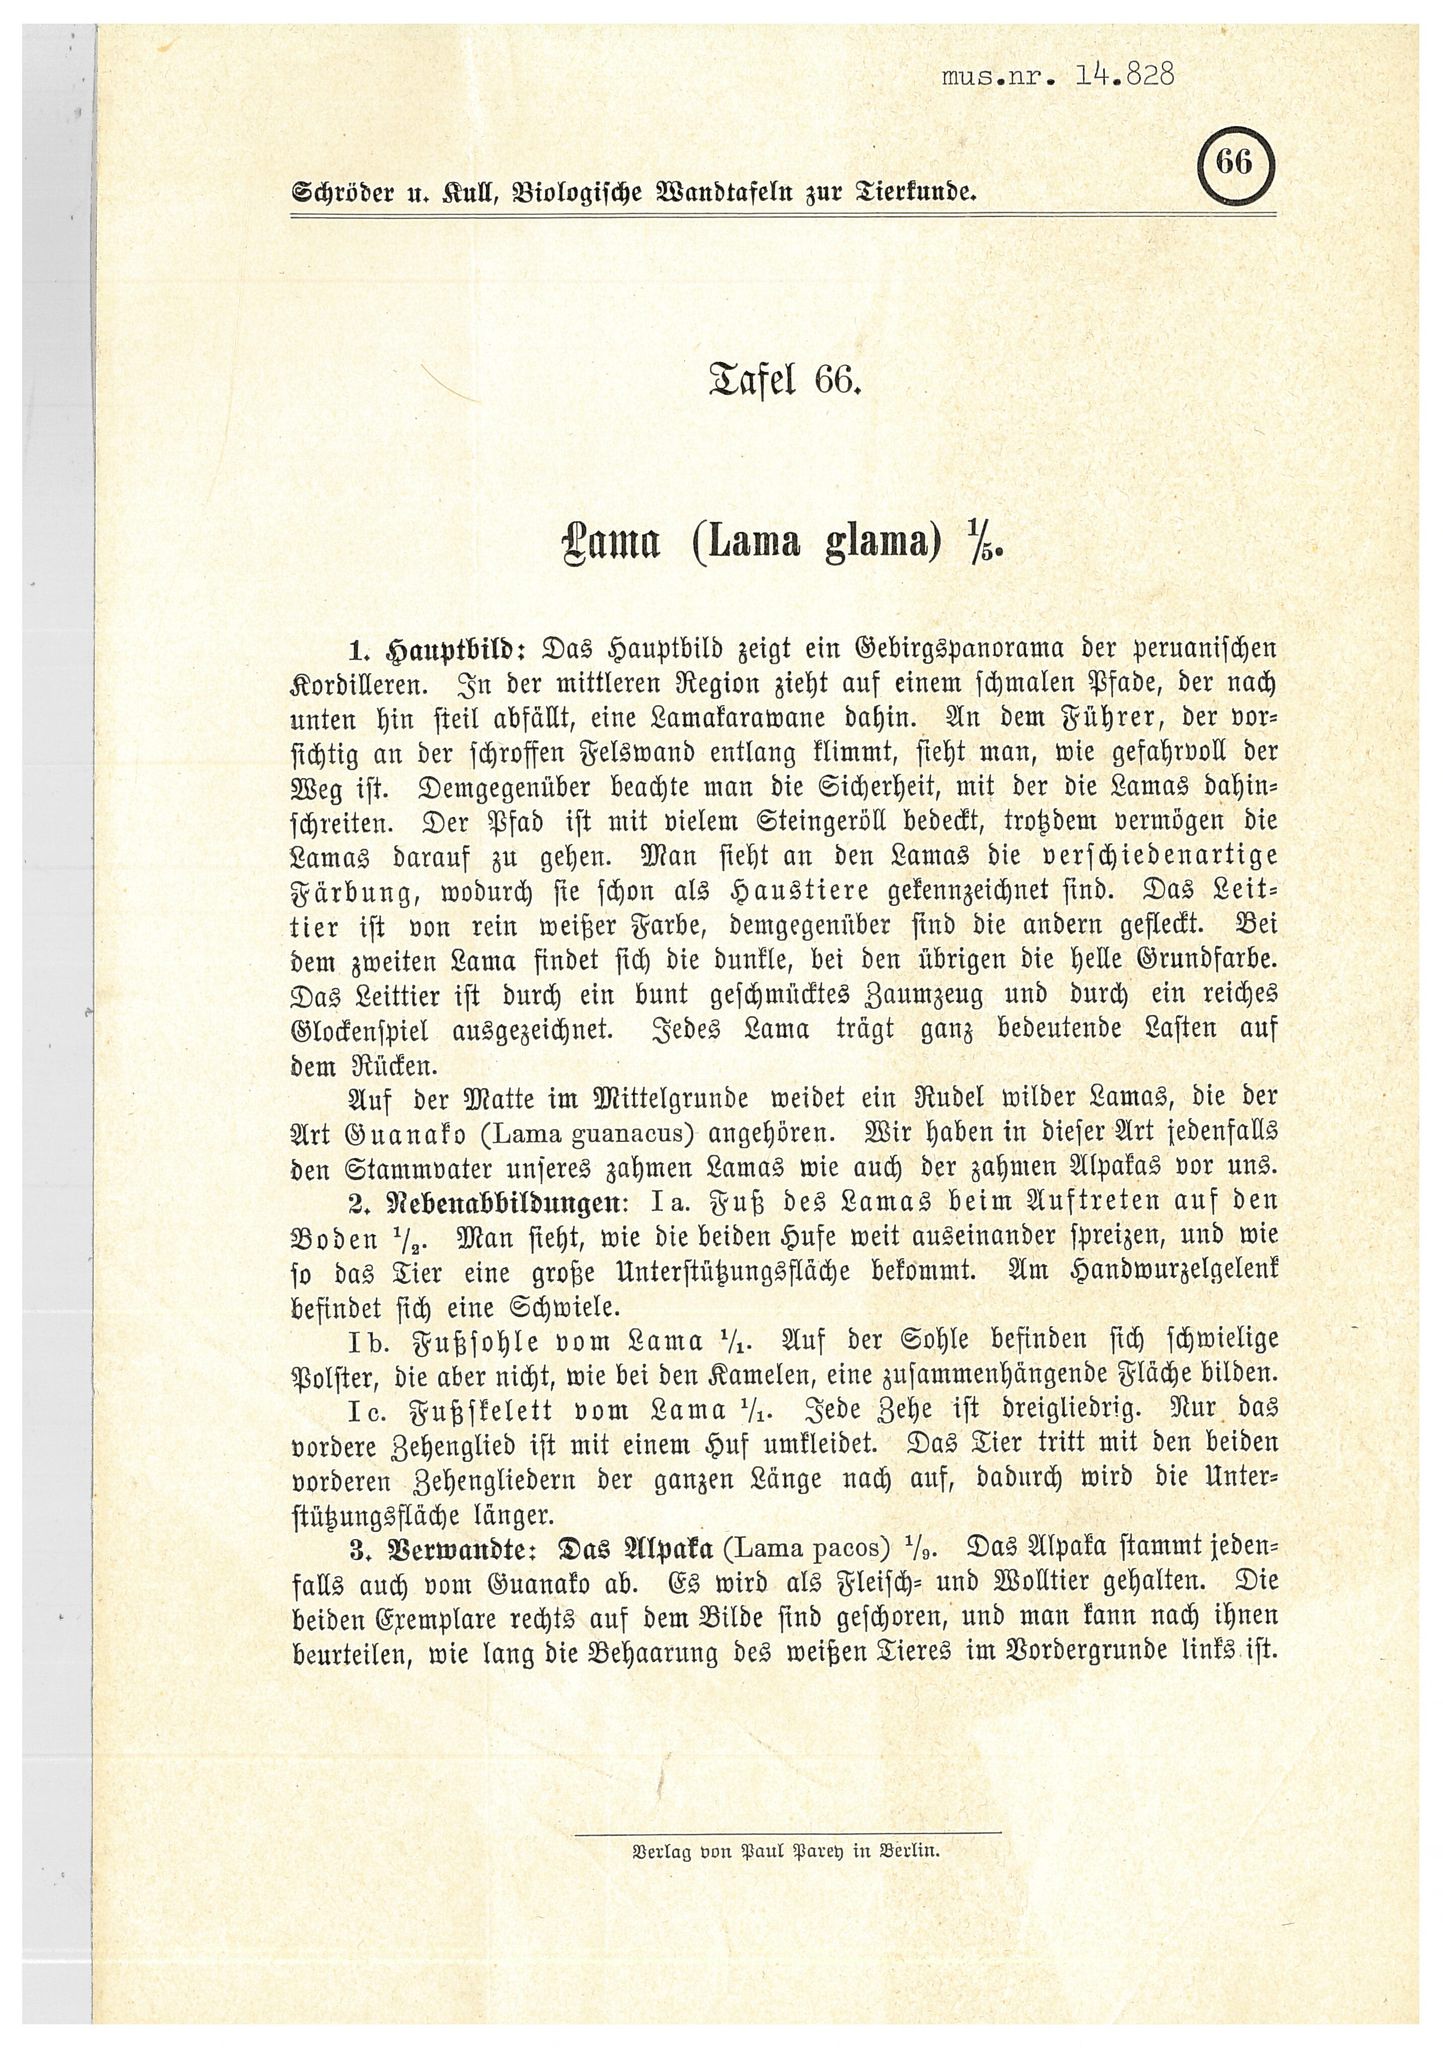 mus.nr. 14.828
66
Schröder u. Kull, Biologische Wandtafeln zur Tierkunde.
Tafel 66.
Lama (Lama glama) 1/5.
1. Hauptbild: Das Hauptbild zeigt ein Gebirgspanorama der peruanischen
Kordilleren. In der mittleren Region zieht auf einem schmalen Pfade, der nach
unten hin steil abfällt, eine Lamakarawane dahin. An dem Führer, der vor-
sichtig an der schroffen Felswand entlang klimmt, sieht man, wie gefahrvoll der
Weg ist. Demgegenüber beachte man die Sicherheit, mit der die Lamas dahin-
schreiten. Der Pfad ist mit vielem Steingeröll bedeckt, trotzdem vermögen die
Lamas darauf zu gehen. Man sieht an den Lamas die verschiedenartige
Färbung, wodurch sie schon als Haustiere gekennzeichnet sind. Das Leit-
tier ist von rein weißer Farbe, demgegenüber sind die andern gefleckt. Bei
dem zweiten Lama findet sich die dunkle, bei den übrigen die helle Grundfarbe.
Das Leittier ist durch ein bunt geschmücktes Zaumzeug und durch ein reiches
Glockenspiel ausgezeichnet. Jedes Lama trägt ganz bedeutende Lasten auf
dem Rücken.
Auf der Matte im Mittelgrunde weidet ein Rudel wilder Lamas, die der
Art Guanako (Lama guanacus) angehören. Wir haben in dieser Art jedenfalls
den Stammvater unseres zahmen Lamas wie auch der zahmen Alpakas vor uns.
2. Nebenabbildungen: Ia. Fuß des Lamas beim Auftreten auf den
Boden 1/2. Man sieht, wie die beiden Hufe weit auseinander spreizen, und wie
so das Tier eine große Unterstützungsfläche bekommt. Am Handwurzelgelenk
befindet sich eine Schwiele.
Ib. Fußsohle vom Lama 1/1. Auf der Sohle befinden sich schwielige
Polster, die aber nicht, wie bei den Kamelen, eine zusammenhängende Fläche bilden.
Ic. Fußskelett vom Lama 1/1. Jede Zehe ist dreigliedrig. Nur das
vordere Zehenglied ist mit einem Huf umkleidet. Das Tier tritt mit den beiden
vorderen Zehengliedern der ganzen Länge nach auf, dadurch wird die Unter-
stützungsfläche länger.
3. Verwandte: Das Alpaka (Lama pacos) 1/9. Das Alpaka stammt jeden-
falls auch vom Guanako ab. Es wird als Fleisch- und Wolltier gehalten. Die
beiden Exemplare rechts auf dem Bilde sind geschoren, und man kann nach ihnen
beurteilen, wie lang die Behaarung des weißen Tieres im Vordergrunde links ist.
Verlag von Paul Parey in Berlin.